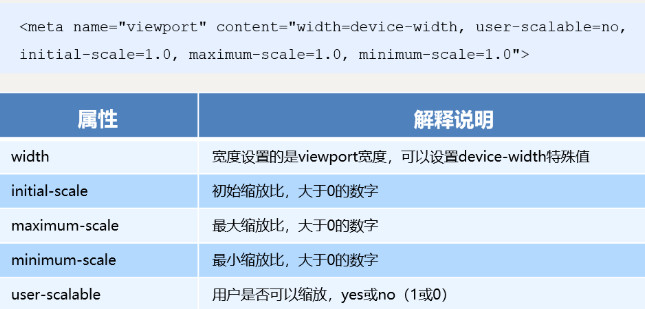 <meta name="viewport" content="width=device-width, user-scalable=no,
initial-scale=1.0, maximum-scale=1.0, minimum-scale=1.0">
属性 解释说明
width 宽度设置的是viewport宽度，可以设置device-width特殊值
initial-scale 初始缩放比，大于0的数字
maximum-scale 最大缩放比，大于0的数字
minimum-scale 最小缩放比，大于0的数字
user-scalable 用户是否可以缩放，yes或no（1或0）